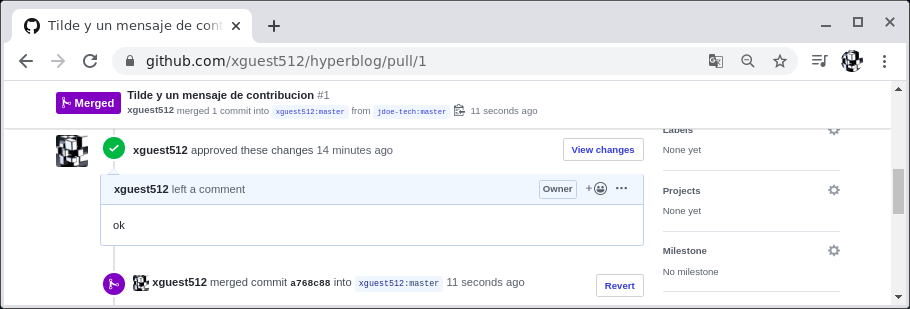 Tilde y un mensaje de cont
github.com/xguest512/hyperblog/pull/1
Merged
Tilde y un mensaje de contribucion #1
xguest512 merged 1 commit into xguest512:master from jdoe-tech:master 11 seconds ago
xguest512 approved these changes 14 minutes ago
View changes
xguest512 left a comment
Owner
ok
xguest512 merged commit a768c88 into xguest512:master 11 seconds ago
Revert
Labels
None yet
Projects
None yet
Milestone
No milestone